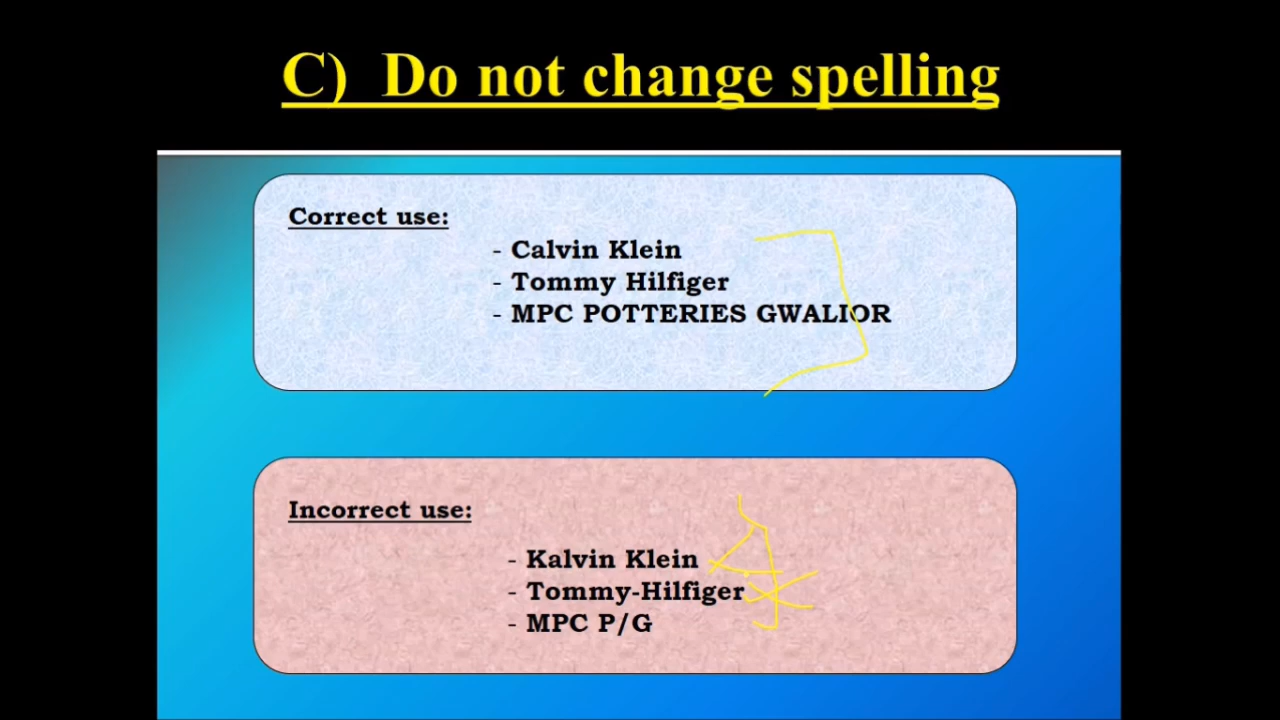 C) Do not change spelling
Correct use:
- Calvin Klein
- Tommy Hilfiger
- MPC POTTERIES GWALIOR
Incorrect use:
- Kalvin Klein
- Tommy-Hilfiger
- MPC P/G